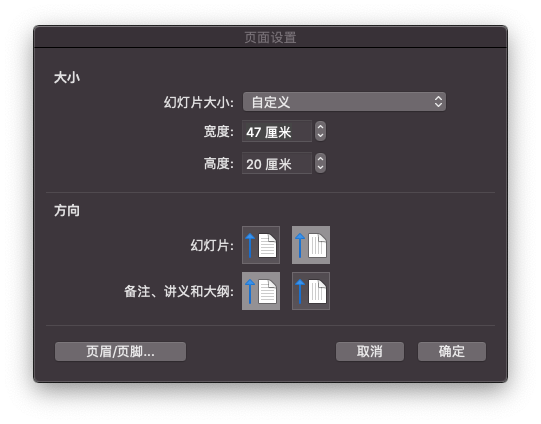 页面设置
大小
幻灯片大小: 自定义
宽度: 47 厘米
高度: 20 厘米
方向
幻灯片:
备注、讲义和大纲:
页眉/页脚... 取消 确定